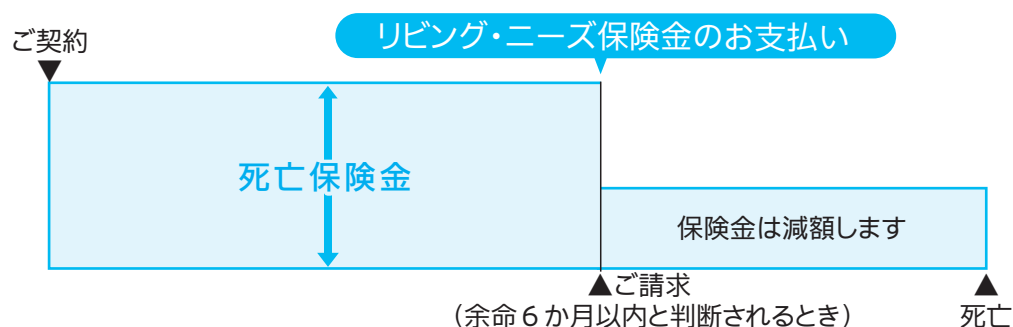 ご契約
リビング・ニーズ保険金のお支払い
▼
死亡保険金
保険金は減額します
▲ご請求
(余命6か月以内と判断されるとき)
▲
死亡